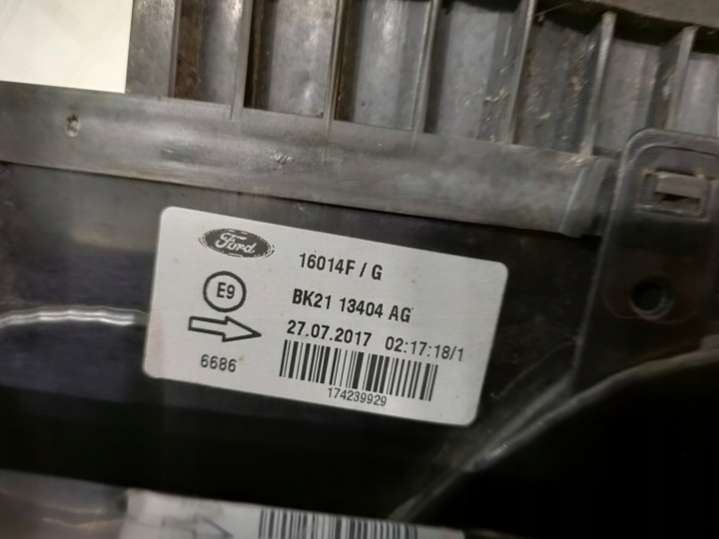 Ford
16014F / G
E9
BK21 13404 AG
27.07.2017 02:17:18/1
6686
174239929